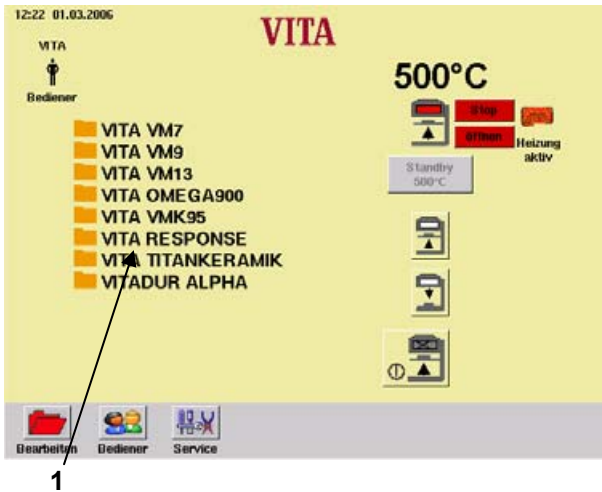 12:22 01.03.2006
VITA
VITA
Bediener
500°C
Stop
Öffnen
Heizung
aktiv
Standby
500°C
VITA VM7
VITA VM9
VITA VM13
VITA OMEGA900
VITA VMK95
VITA RESPONSE
VITA TITANKERAMIK
VITADUR ALPHA
Bearbeiten
Bediener
Service
1